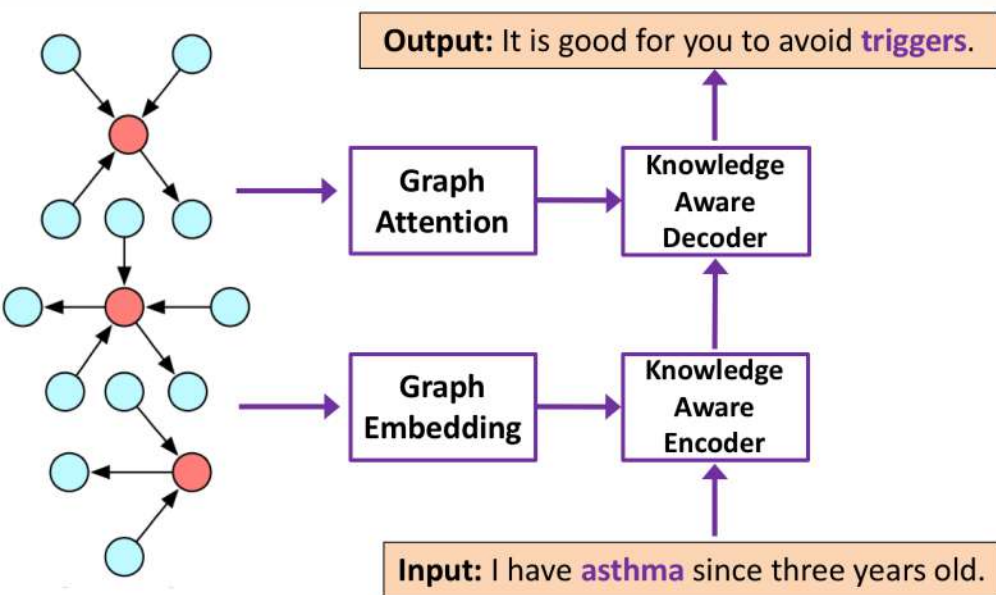 Output: It is good for you to avoid triggers.
Graph
Attention
Knowledge
Aware
Decoder
Graph
Embedding
Knowledge
Aware
Encoder
Input: I have asthma since three years old.